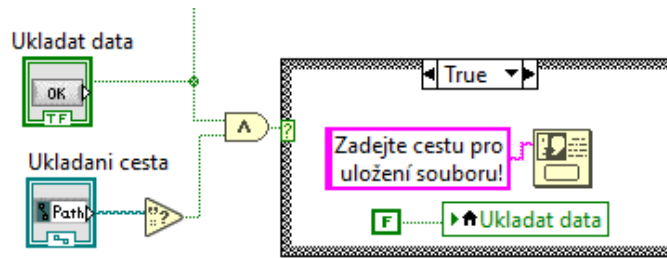 Ukladat data
OK
TF
True
Ukladani cesta
Path
?
?
Zadejte cestu pro
uložení souboru!
F
Ukladat data